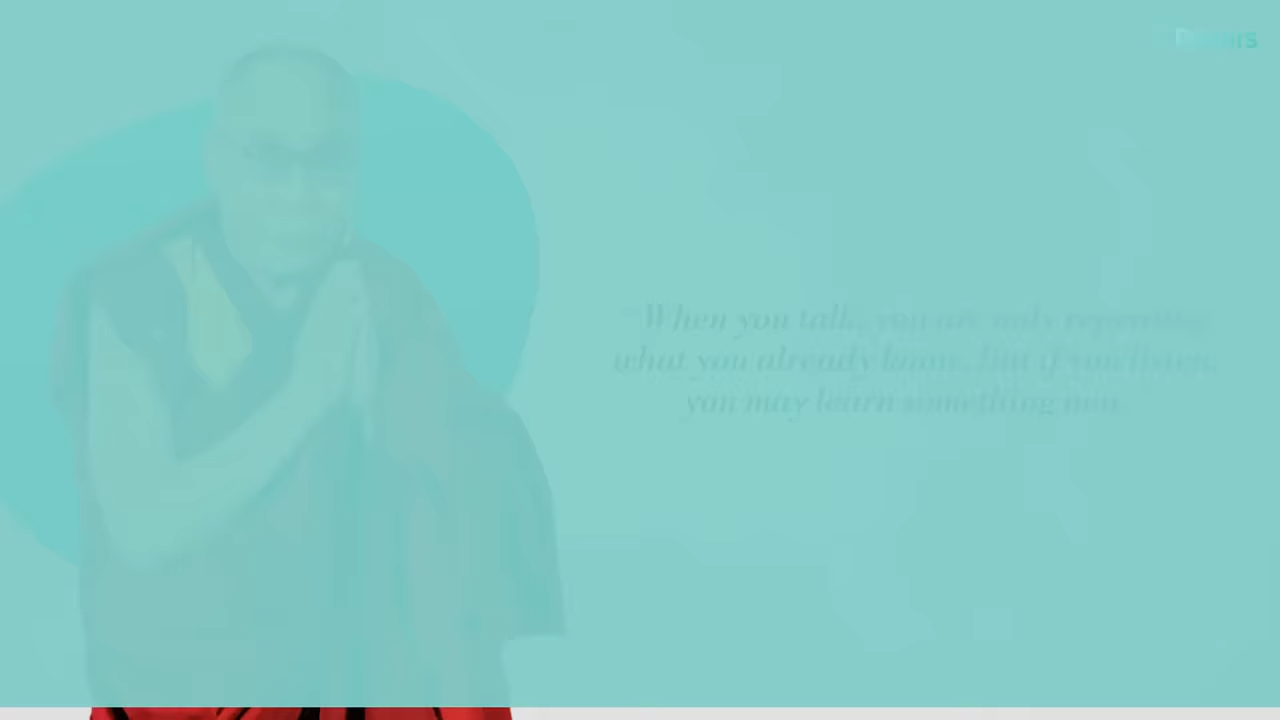 "When you talk, you are only repeating
what you already know. But if you listen,
you may learn something new.